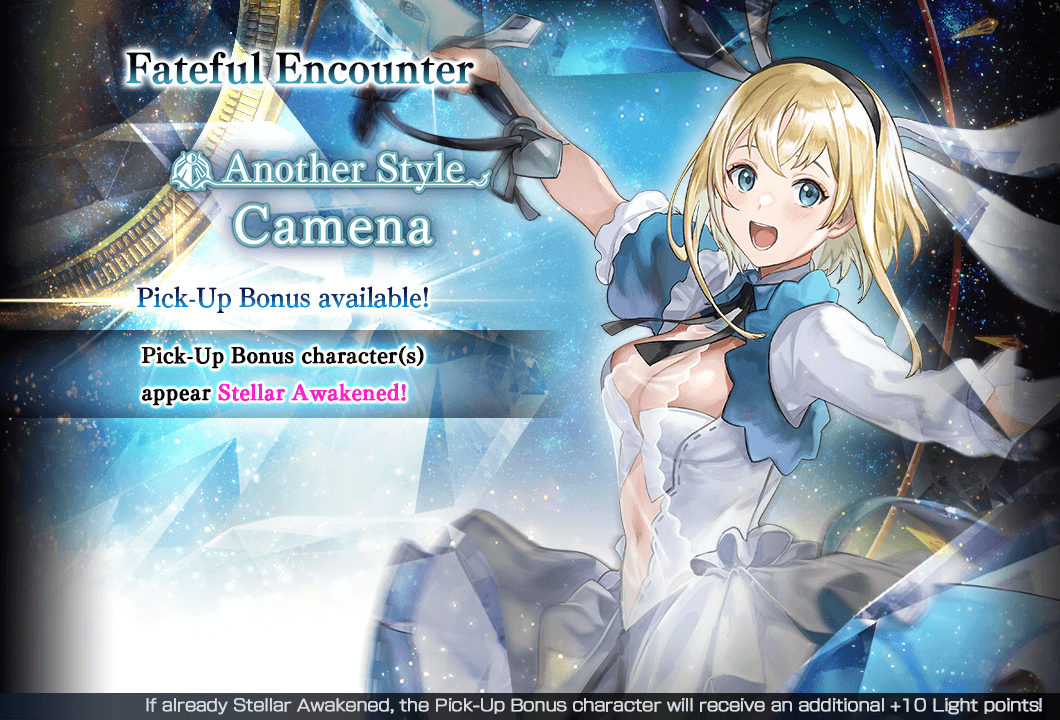 Fateful Encounter
Another Style
Camena
Pick-Up Bonus available!
Pick-Up Bonus character(s)
appear Stellar Awakened!
If already Stellar Awakened, the Pick-Up Bonus character will receive an additional +10 Light points!